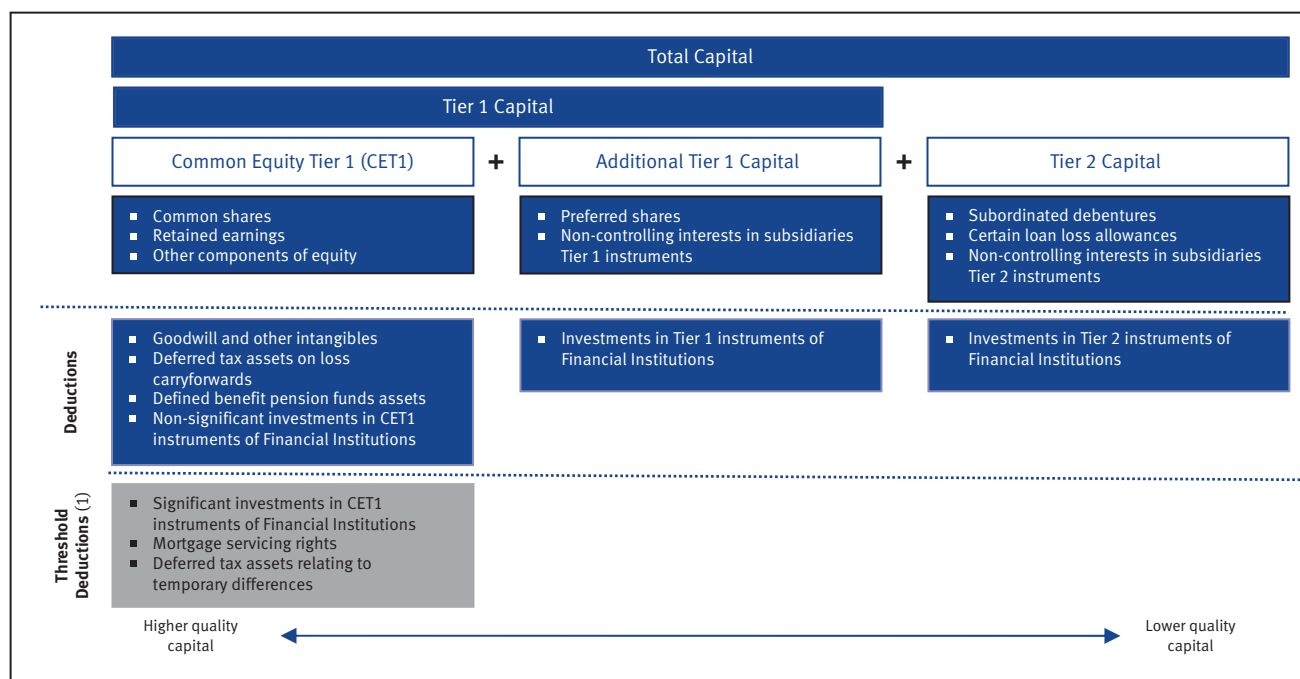 Total Capital
Tier 1 Capital
Common Equity Tier 1 (CET1)
+
Additional Tier 1 Capital
+
Tier 2 Capital
▪ Common shares
▪ Retained earnings
▪ Other components of equity
▪ Preferred shares
▪ Non-controlling interests in subsidiaries
Tier 1 instruments
▪ Subordinated debentures
▪ Certain loan loss allowances
▪ Non-controlling interests in subsidiaries
Tier 2 instruments
Deductions
▪ Goodwill and other intangibles
▪ Deferred tax assets on loss
carryforwards
▪ Defined benefit pension funds assets
▪ Non-significant investments in CET1
instruments of Financial Institutions
▪ Investments in Tier 1 instruments of
Financial Institutions
▪ Investments in Tier 2 instruments of
Financial Institutions
Threshold
Deductions (1)
▪ Significant investments in CET1
instruments of Financial Institutions
▪ Mortgage servicing rights
▪ Deferred tax assets relating to
temporary differences
Higher quality
capital
Lower quality
capital